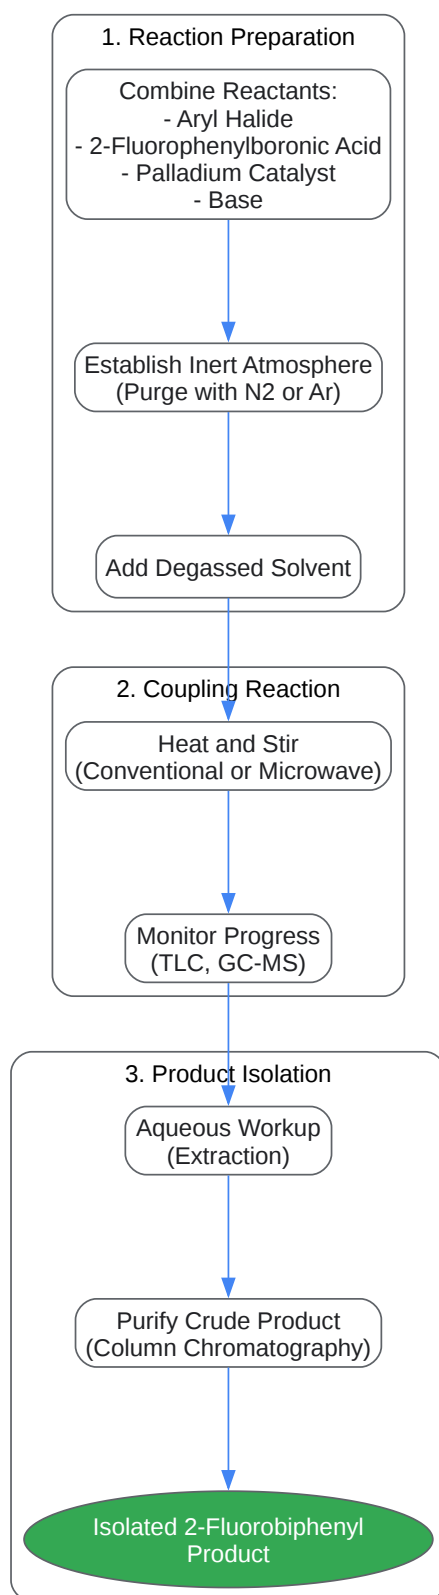 1. Reaction Preparation
Combine Reactants:
- Aryl Halide
- 2-Fluorophenylboronic Acid
- Palladium Catalyst
- Base
Establish Inert Atmosphere
(Purge with N2 or Ar)
Add Degassed Solvent
2. Coupling Reaction
Heat and Stir
(Conventional or Microwave)
Monitor Progress
(TLC, GC-MS)
3. Product Isolation
Aqueous Workup
(Extraction)
Purify Crude Product
(Column Chromatography)
Isolated 2-Fluorobiphenyl
Product